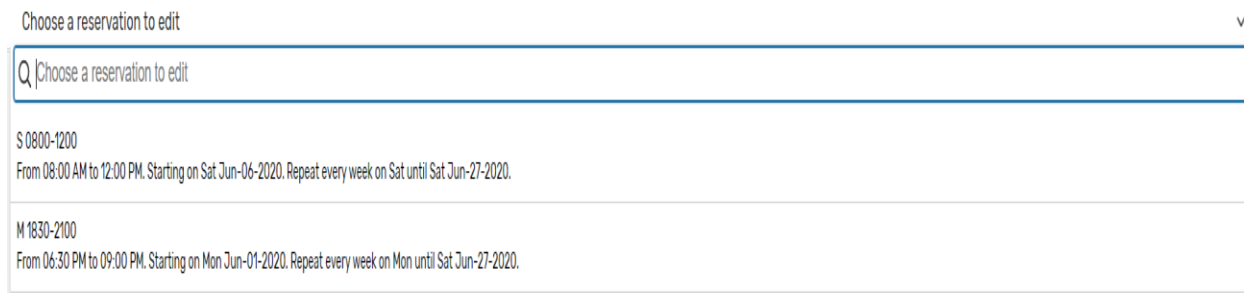 Choose a reservation to edit
Choose a reservation to edit
S 0800-1200
From 08:00 AM to 12:00 PM. Starting on Sat Jun-06-2020. Repeat every week on Sat until Sat Jun-27-2020.
M 1830-2100
From 06:30 PM to 09:00 PM. Starting on Mon Jun-01-2020. Repeat every week on Mon until Sat Jun-27-2020.